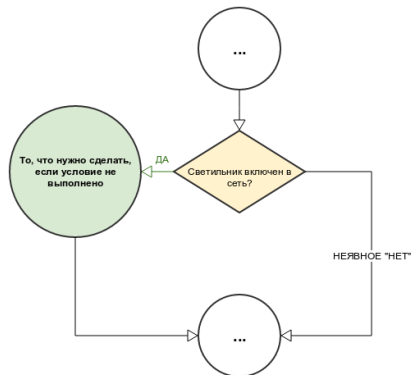 ...
ДА
То, что нужно сделать,
если условие не
выполнено
Светильник включен в
сеть?
НЕЯВНОЕ "НЕТ"
...